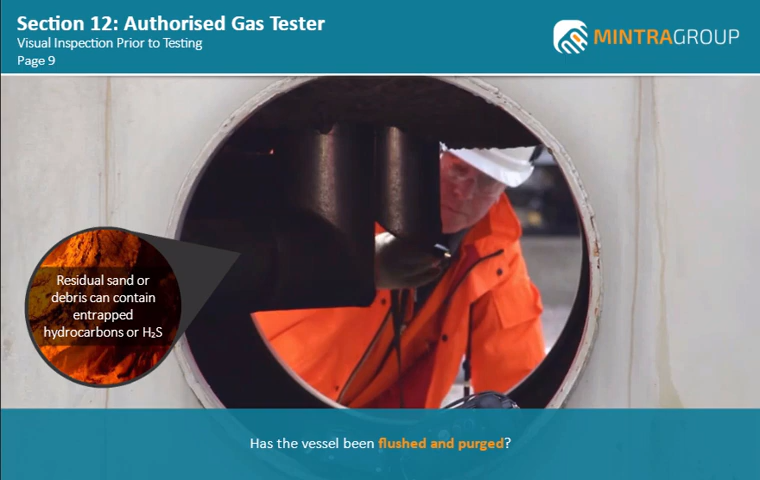 Section 12: Authorised Gas Tester
Visual Inspection Prior to Testing
Page 9
MINTRAGROUP
Residual sand or
debris can contain
entrapped
hydrocarbons or H₂S
Has the vessel been flushed and purged?